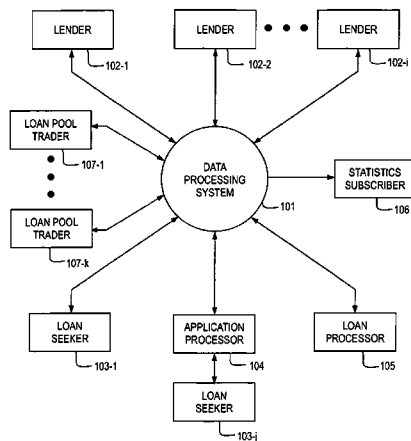 LENDER
LENDER
LENDER
102-1
102-2
102-i
LOAN POOL
TRADER
107-1
LOAN POOL
TRADER
107-k
DATA
PROCESSING
SYSTEM
101
STATISTICS
SUBSCRIBER
106
LOAN
SEEKER
103-1
APPLICATION
PROCESSOR
104
LOAN
SEEKER
103-j
LOAN
PROCESSOR
105